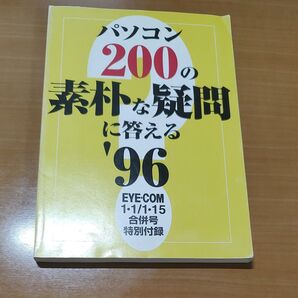 パソコン
200の
素朴な疑問
に答える
'96
EYE・COM
1・1/1・15
合併号
特別付録